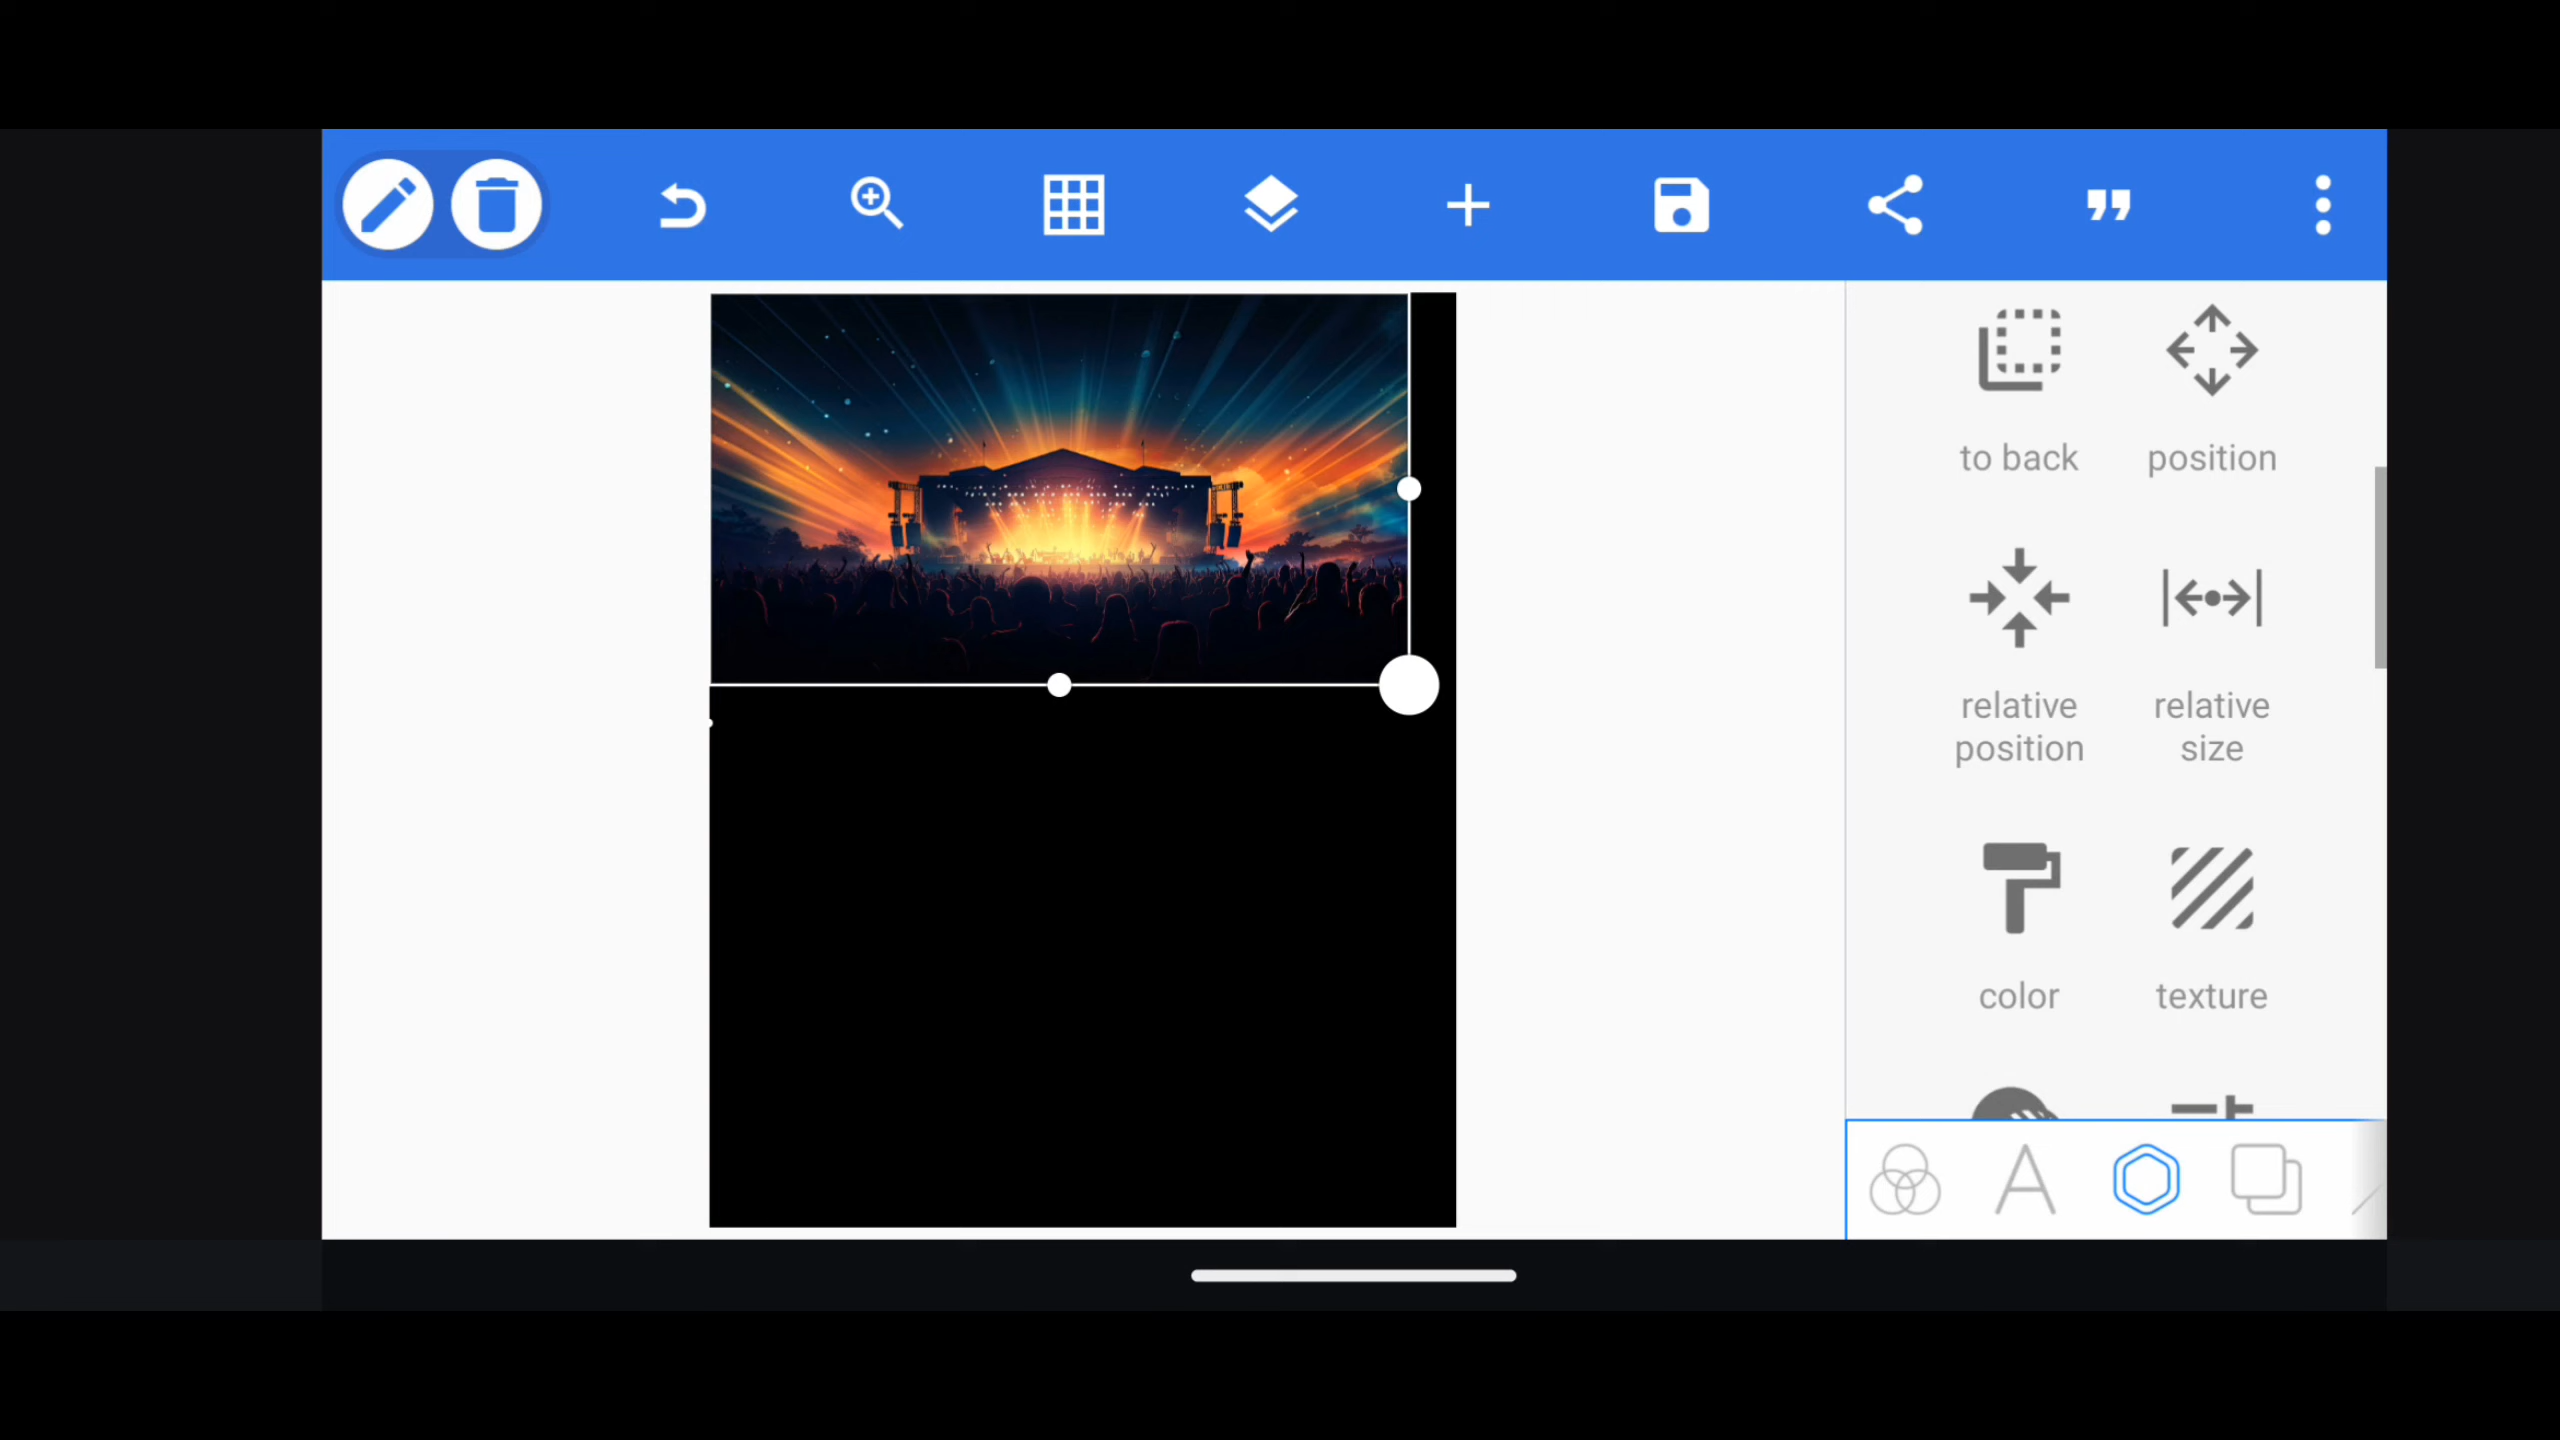 to back
position
relative
position
relative
size
color
texture